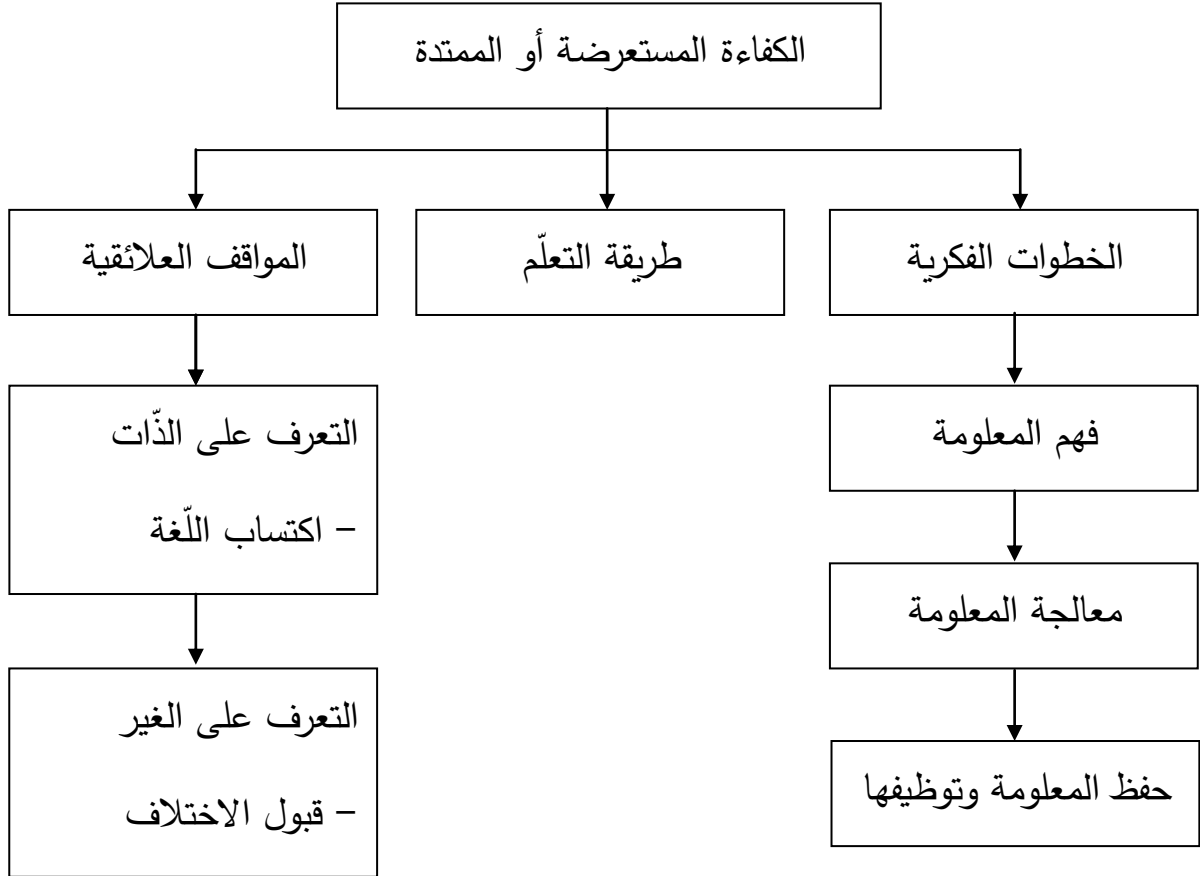 الكفاءة المستعرضة أو الممتدة
الخطوات الفكرية
طريقة التعلّم
المواقف العلائقية
فهم المعلومة
معالجة المعلومة
حفظ المعلومة وتوظيفها
التعرف على الذّات
– اكتساب اللّغة
التعرف على الغير
– قبول الاختلاف